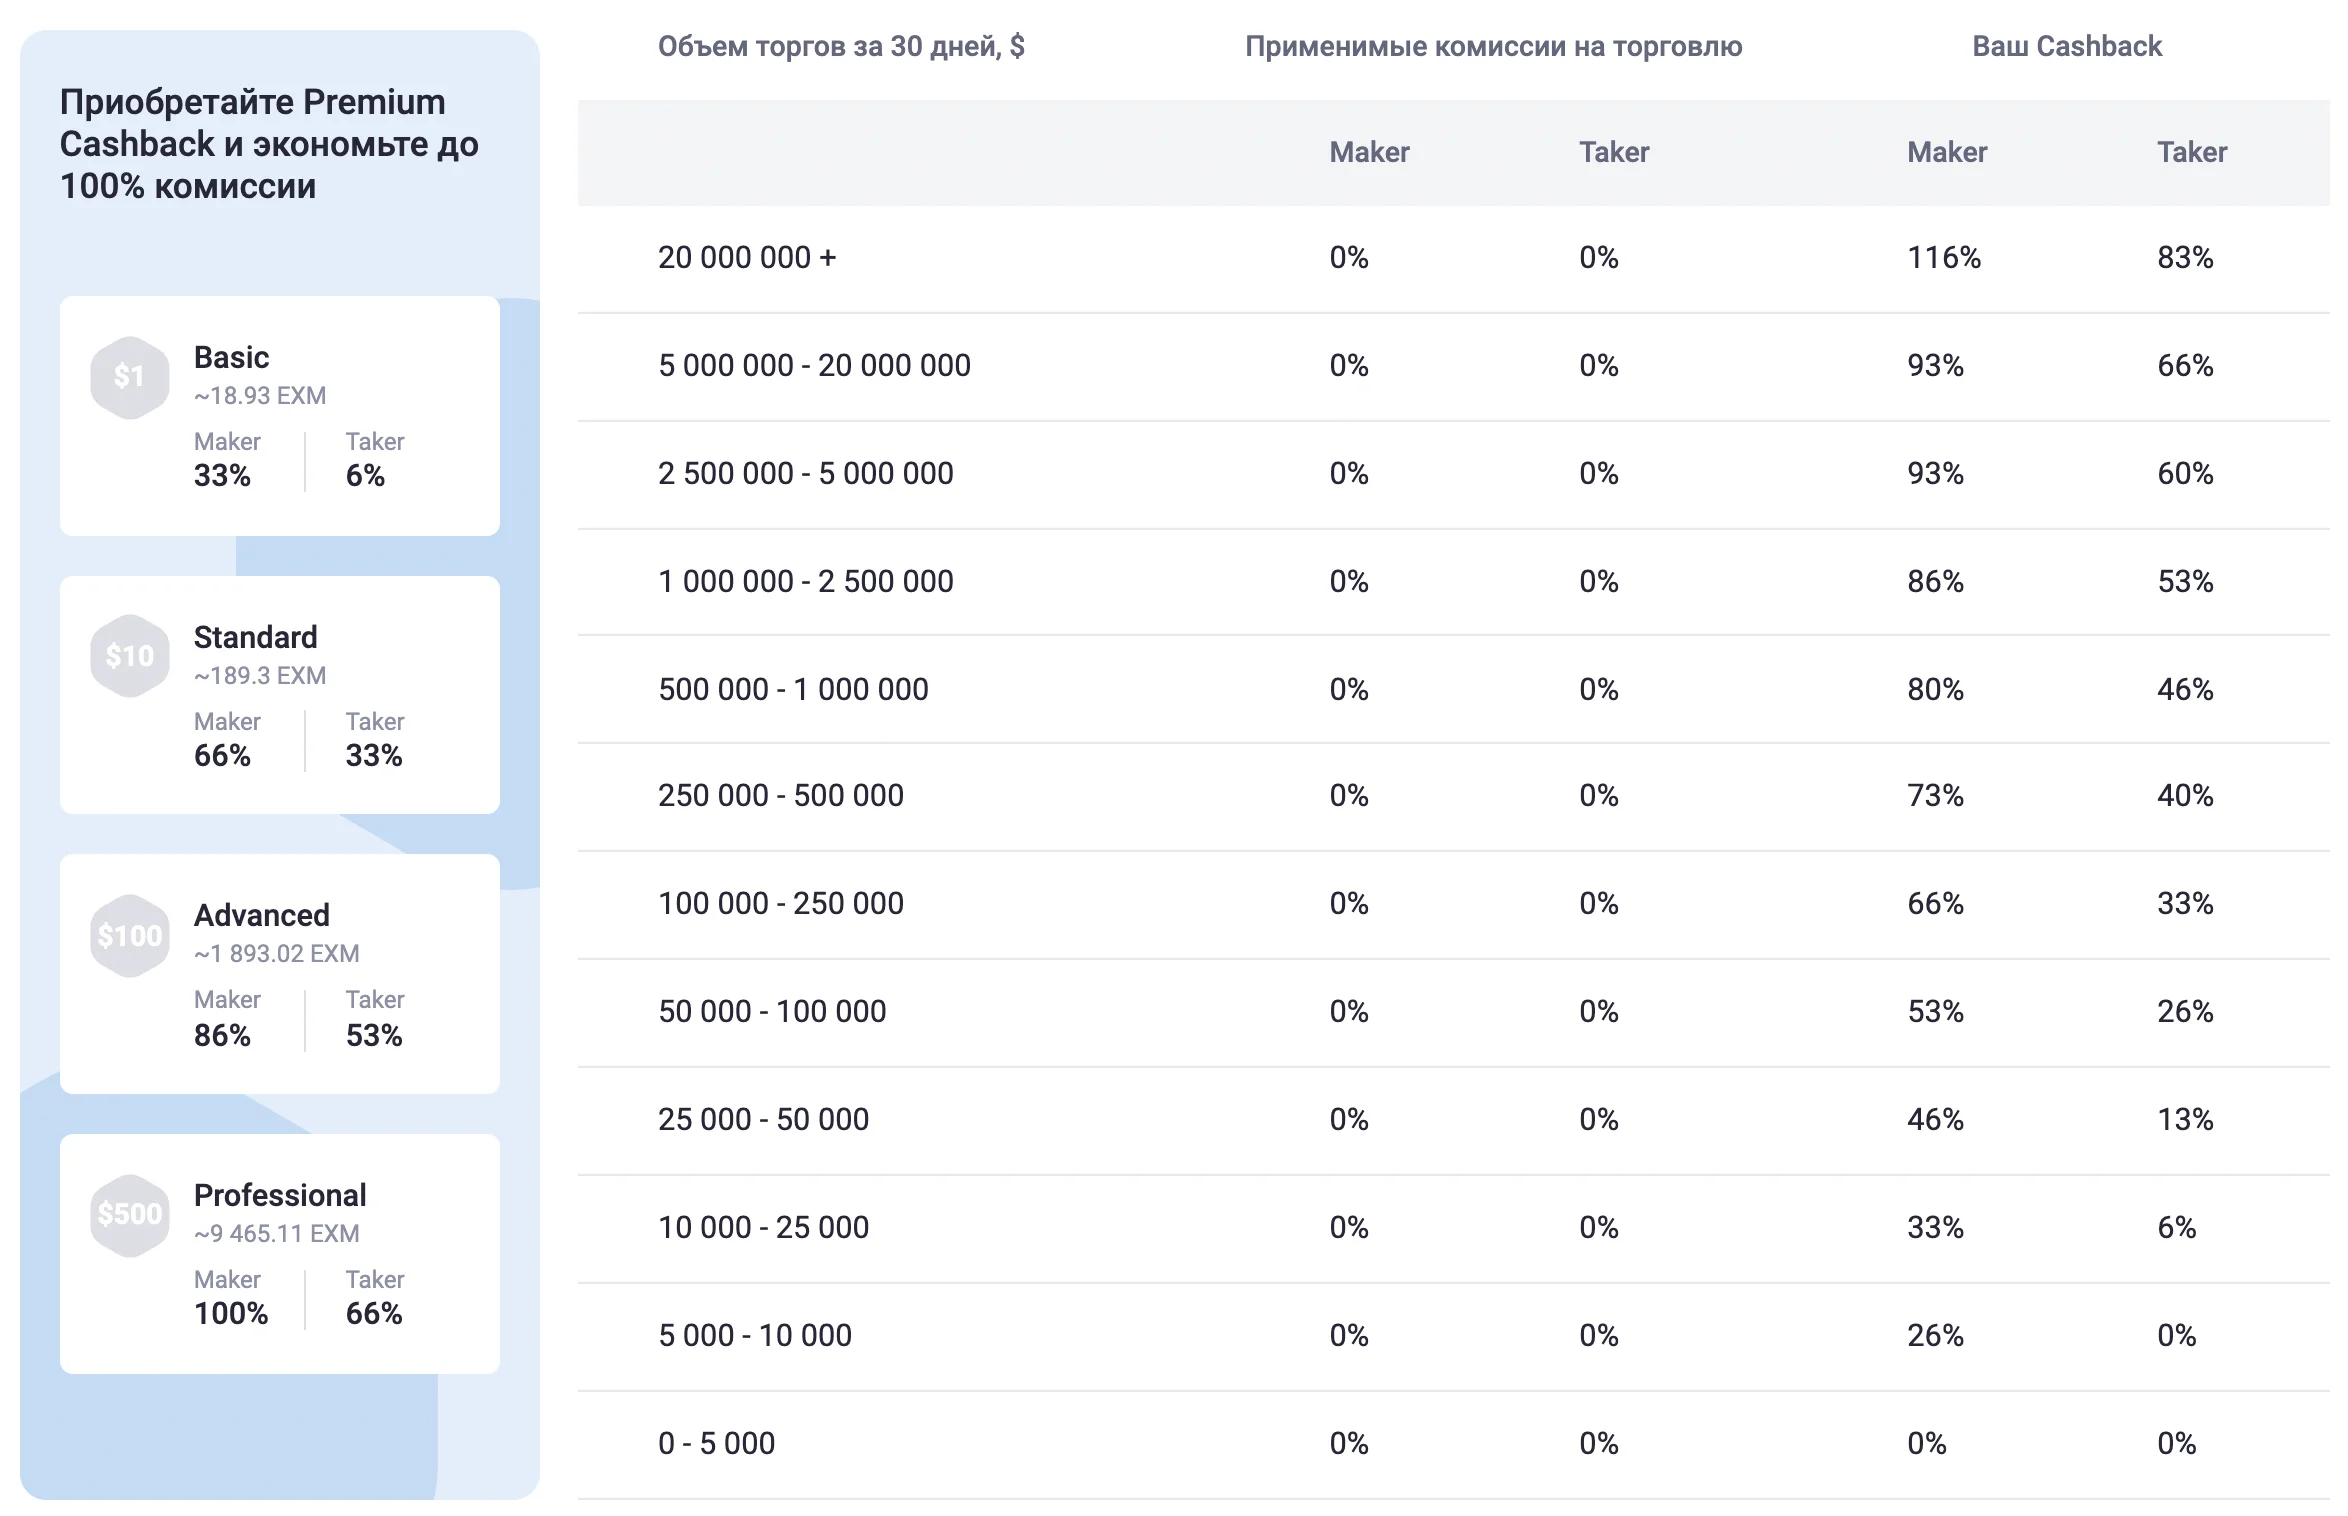 Приобретайте Premium
Cashback и экономьте до
100% комиссии
$1
Basic
~18.93 EXM
Maker Taker
33% 6%
$10
Standard
~189.3 EXM
Maker Taker
66% 33%
$100
Advanced
~1 893.02 EXM
Maker Taker
86% 53%
$500
Professional
~9 465.11 EXM
Maker Taker
100% 66%
Объем торгов за 30 дней, $ Применимые комиссии на торговлю Ваш Cashback
Maker Taker Maker Taker
20 000 000 + 0% 0% 116% 83%
5 000 000 - 20 000 000 0% 0% 93% 66%
2 500 000 - 5 000 000 0% 0% 93% 60%
1 000 000 - 2 500 000 0% 0% 86% 53%
500 000 - 1 000 000 0% 0% 80% 46%
250 000 - 500 000 0% 0% 73% 40%
100 000 - 250 000 0% 0% 66% 33%
50 000 - 100 000 0% 0% 53% 26%
25 000 - 50 000 0% 0% 46% 13%
10 000 - 25 000 0% 0% 33% 6%
5 000 - 10 000 0% 0% 26% 0%
0 - 5 000 0% 0% 0% 0%